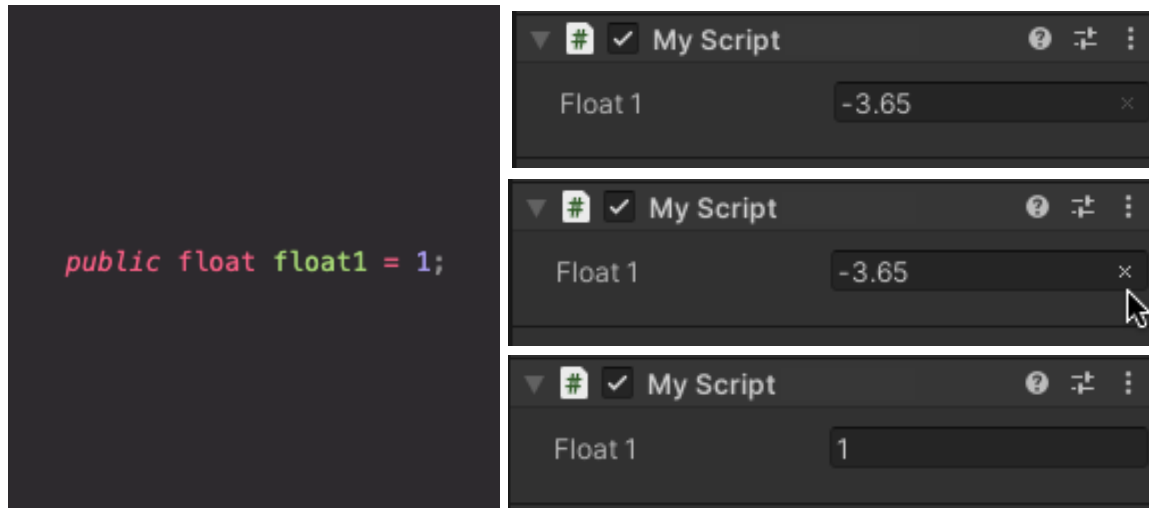 public float float1 = 1;
# My Script
Float 1 -3.65
# My Script
Float 1 -3.65
# My Script
Float 1 1